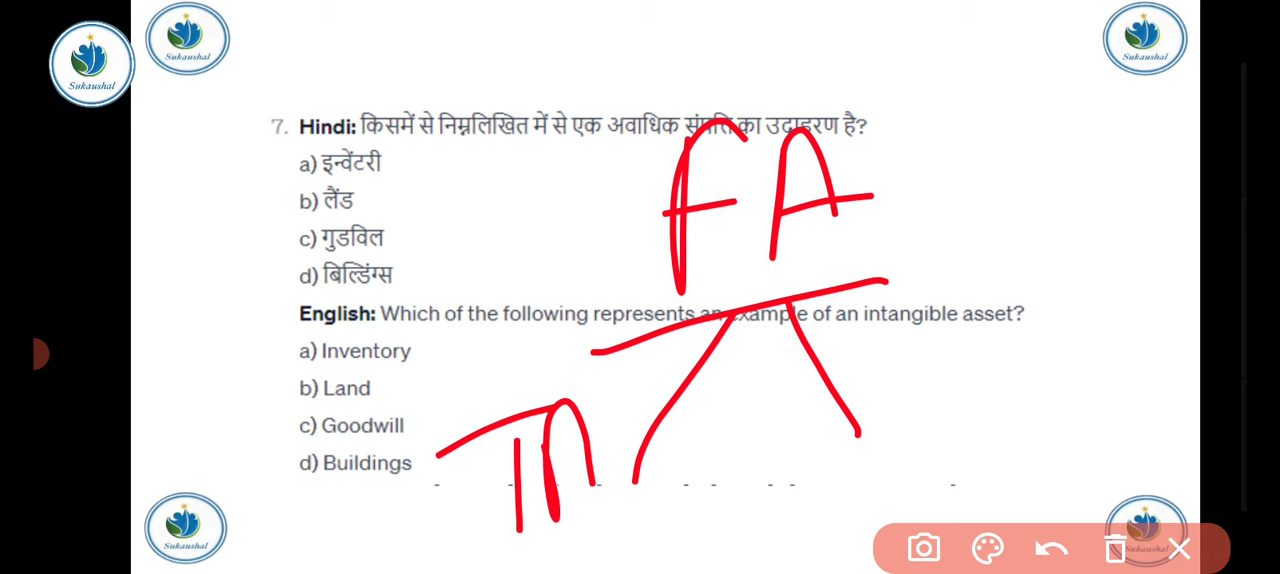 Sukaushal
Sukaushal
Sukaushal
7. Hindi: किसमें से निम्नलिखित में से एक अवाधिक संपत्ति का उदाहरण है?
a) इन्वेंटरी
b) लैंड
c) गुडविल
d) बिल्डिंग्स
FA
English: Which of the following represents an example of an intangible asset?
a) Inventory
b) Land
c) Goodwill
d) Buildings
Sukaushal
Sukaushal